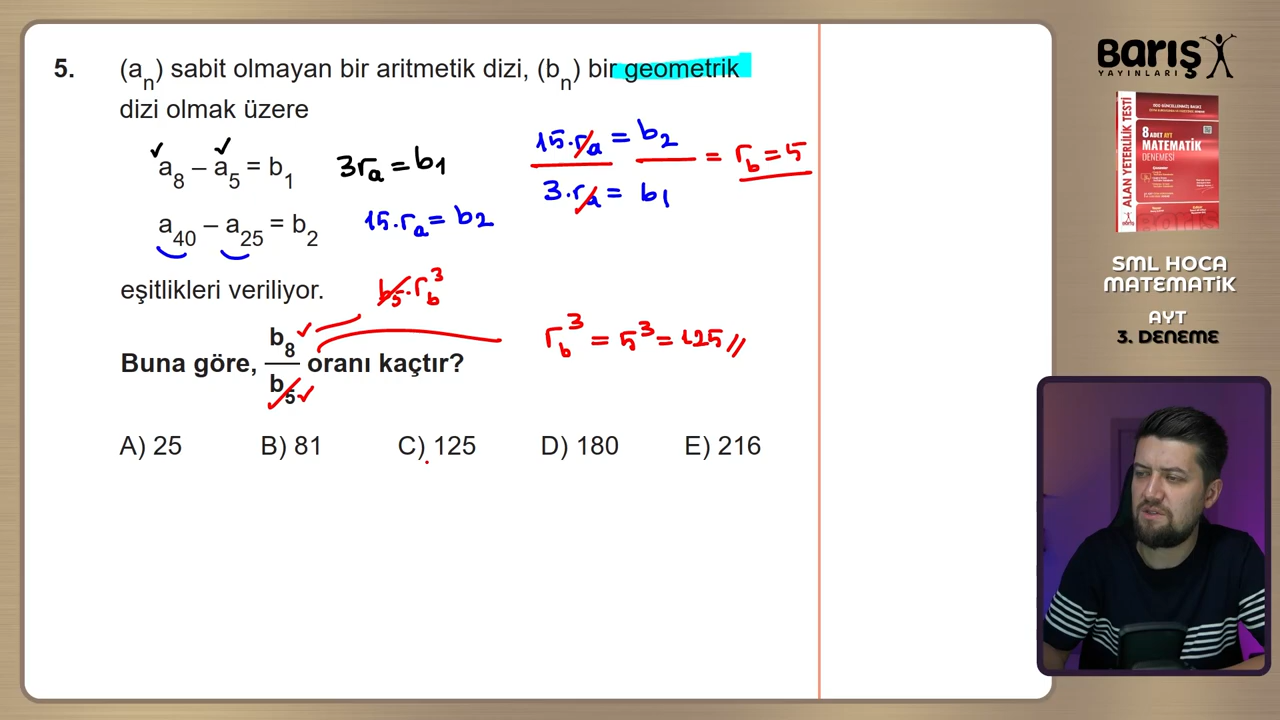 5. (aₙ) sabit olmayan bir aritmetik dizi, (bₙ) bir geometrik
dizi olmak üzere
a₈ – a₅ = b₁
3rₐ = b₁
a₄₀ – a₂₅ = b₂
15.rₐ = b₂
15.rₐ = b₂
3.rₐ = b₁
= r_b = 5
eşitlikleri veriliyor.
b₅.r_b³
Buna göre, b₈/b₅ oranı kaçtır?
r_b³ = 5³ = 125 //
A) 25 B) 81 C) 125 D) 180 E) 216
BARIŞ
YAYINLARI
ALAN YETERLİLİK TESTİ
8 ADET AYT
MATEMATİK
DENEMESİ
BARIŞ
SML HOCA
MATEMATİK
AYT
3. DENEME